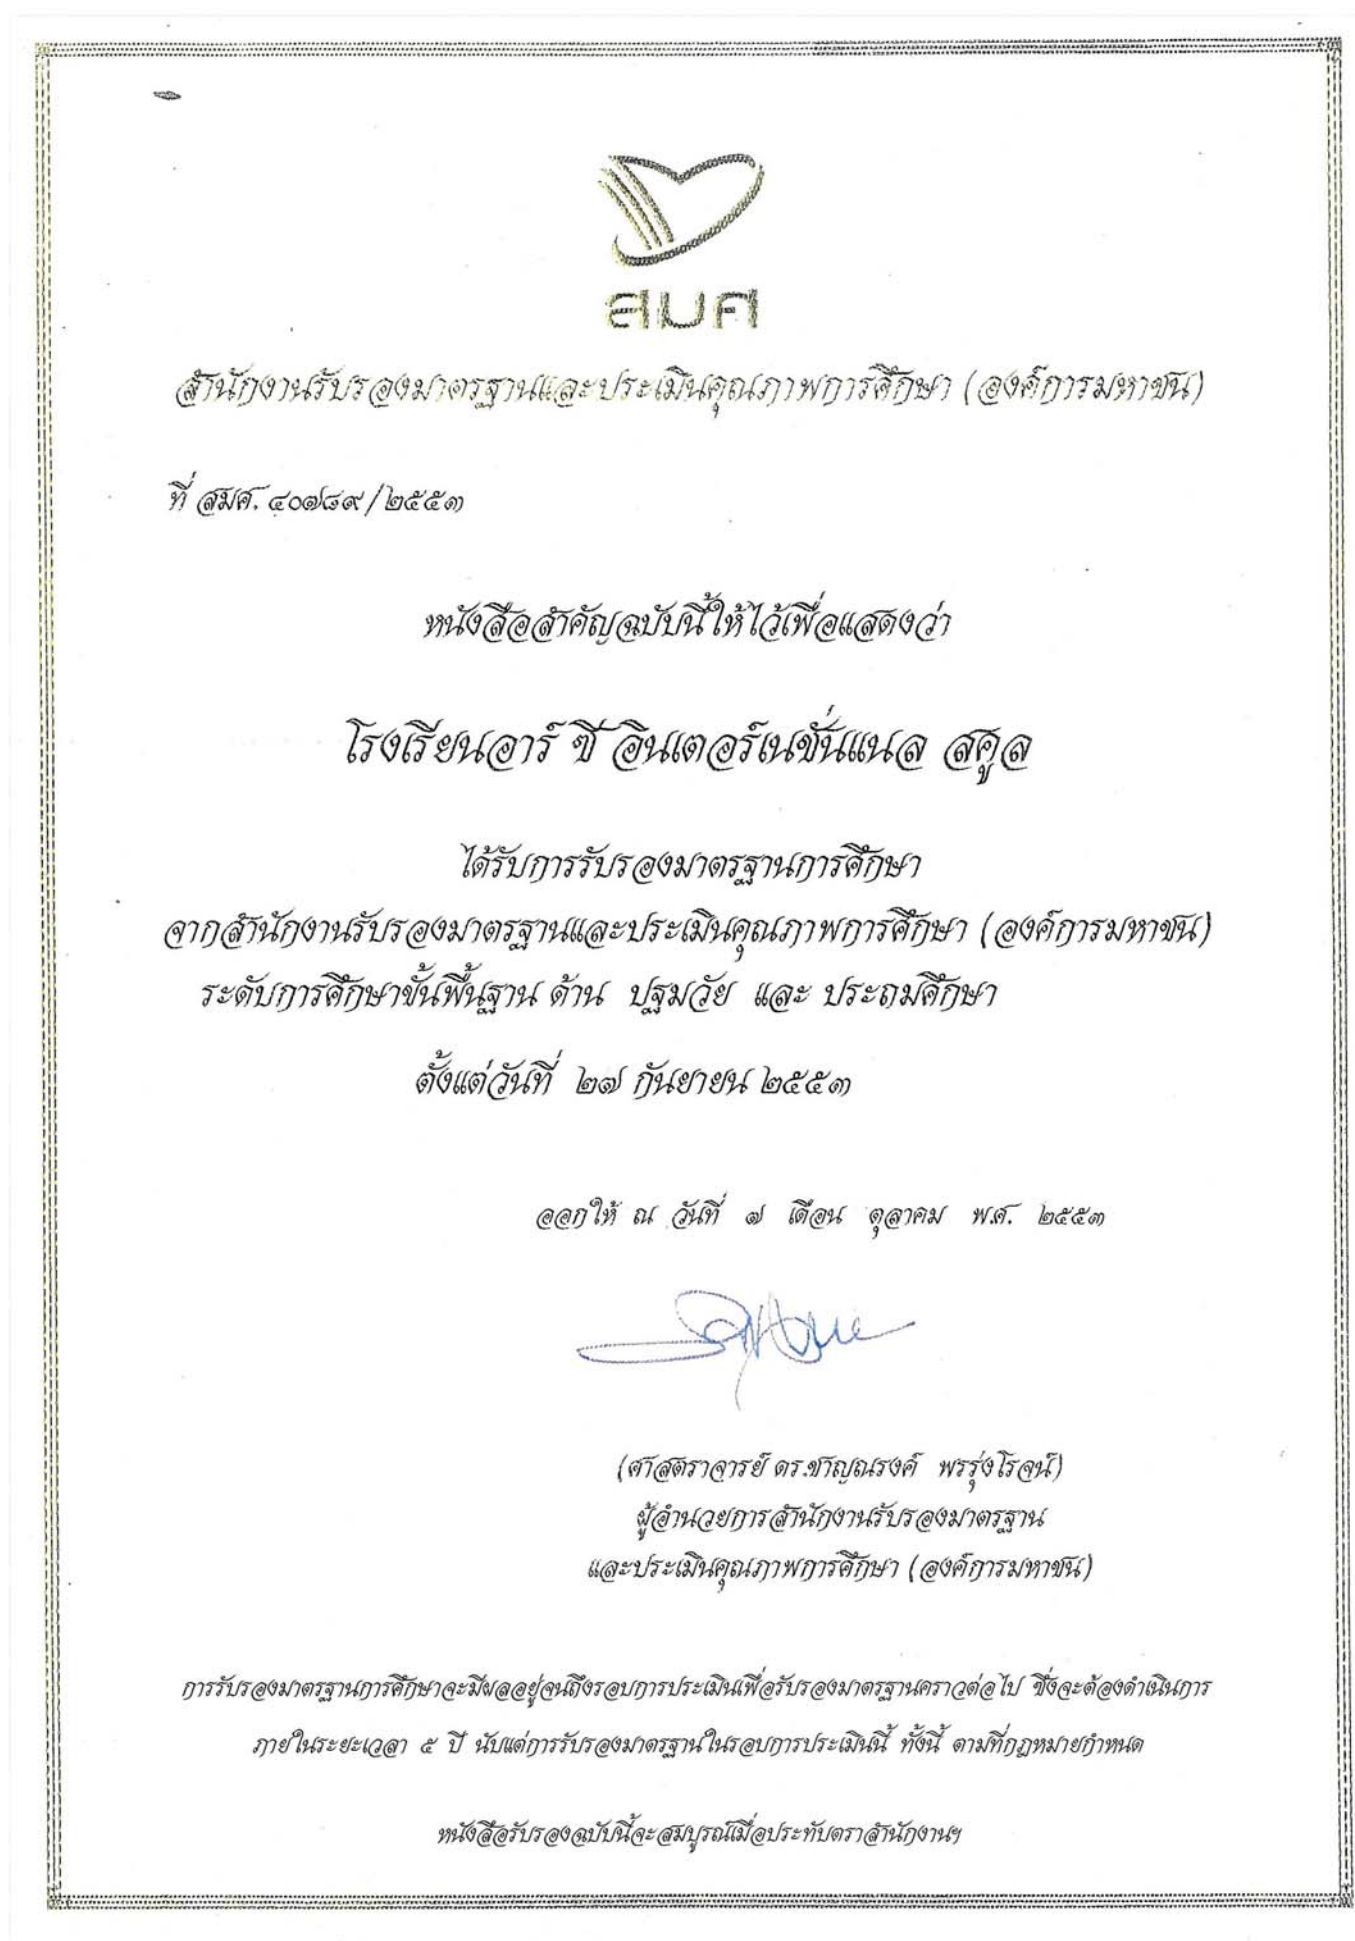 สมศ
สำนักงานรับรองมาตรฐานและประเมินคุณภาพการศึกษา (องค์การมหาชน)
ที่ สมศ. ๔๐๗๘๙/๒๕๕๓
หนังสือสำคัญฉบับนี้ให้ไว้เพื่อแสดงว่า
โรงเรียนอาร์ ซี อินเตอร์เนชั่นแนล สคูล
ได้รับการรับรองมาตรฐานการศึกษา
จากสำนักงานรับรองมาตรฐานและประเมินคุณภาพการศึกษา (องค์การมหาชน)
ระดับการศึกษาขั้นพื้นฐาน ด้าน ปฐมวัย และ ประถมศึกษา
ตั้งแต่วันที่ ๒๗ กันยายน ๒๕๕๓
ออกให้ ณ วันที่ ๗ เดือน ตุลาคม พ.ศ. ๒๕๕๓
(ศาสตราจารย์ ดร.ชาญณรงค์ พรรุ่งโรจน์)
ผู้อำนวยการสำนักงานรับรองมาตรฐาน
และประเมินคุณภาพการศึกษา (องค์การมหาชน)
การรับรองมาตรฐานการศึกษาจะมีผลอยู่จนถึงรอบการประเมินเพื่อรับรองมาตรฐานคราวต่อไป ซึ่งจะต้องดำเนินการ
ภายในระยะเวลา ๕ ปี นับแต่การรับรองมาตรฐานในรอบการประเมินนี้ ทั้งนี้ ตามที่กฎหมายกำหนด
หนังสือรับรองฉบับนี้จะสมบูรณ์เมื่อประทับตราสำนักงานฯ